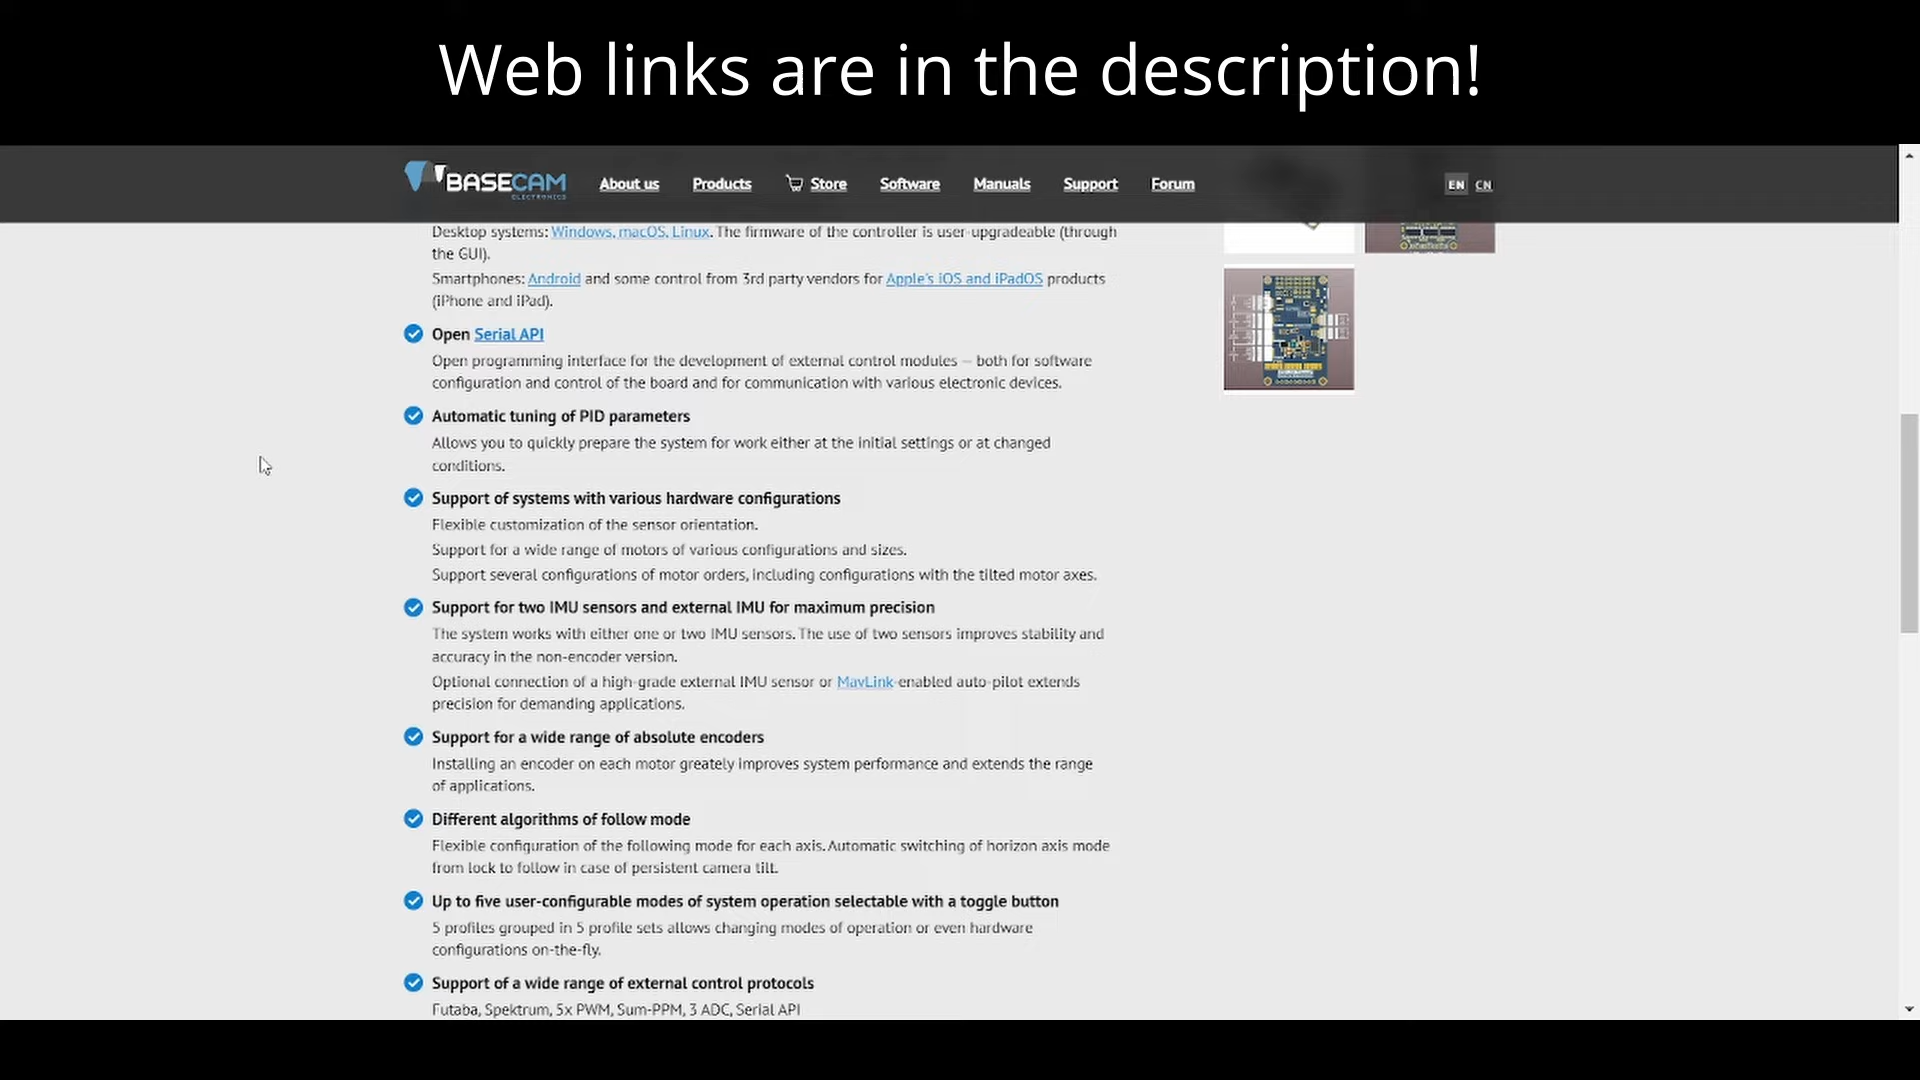 Web links are in the description!
BASECAM
ELECTRONICS
About us Products Store Software Manuals Support Forum EN CN
Desktop systems: Windows, macOS, Linux. The firmware of the controller is user-upgradeable (through
the GUI).
Smartphones: Android and some control from 3rd party vendors for Apple's iOS and iPadOS products
(iPhone and iPad).
Open Serial API
Open programming interface for the development of external control modules — both for software
configuration and control of the board and for communication with various electronic devices.
Automatic tuning of PID parameters
Allows you to quickly prepare the system for work either at the initial settings or at changed
conditions.
Support of systems with various hardware configurations
Flexible customization of the sensor orientation.
Support for a wide range of motors of various configurations and sizes.
Support several configurations of motor orders, including configurations with the tilted motor axes.
Support for two IMU sensors and external IMU for maximum precision
The system works with either one or two IMU sensors. The use of two sensors improves stability and
accuracy in the non-encoder version.
Optional connection of a high-grade external IMU sensor or MavLink-enabled auto-pilot extends
precision for demanding applications.
Support for a wide range of absolute encoders
Installing an encoder on each motor greately improves system performance and extends the range
of applications.
Different algorithms of follow mode
Flexible configuration of the following mode for each axis. Automatic switching of horizon axis mode
from lock to follow in case of persistent camera tilt.
Up to five user-configurable modes of system operation selectable with a toggle button
5 profiles grouped in 5 profile sets allows changing modes of operation or even hardware
configurations on-the-fly.
Support of a wide range of external control protocols
Futaba, Spektrum, 5x PWM, Sum-PPM, 3 ADC, Serial API